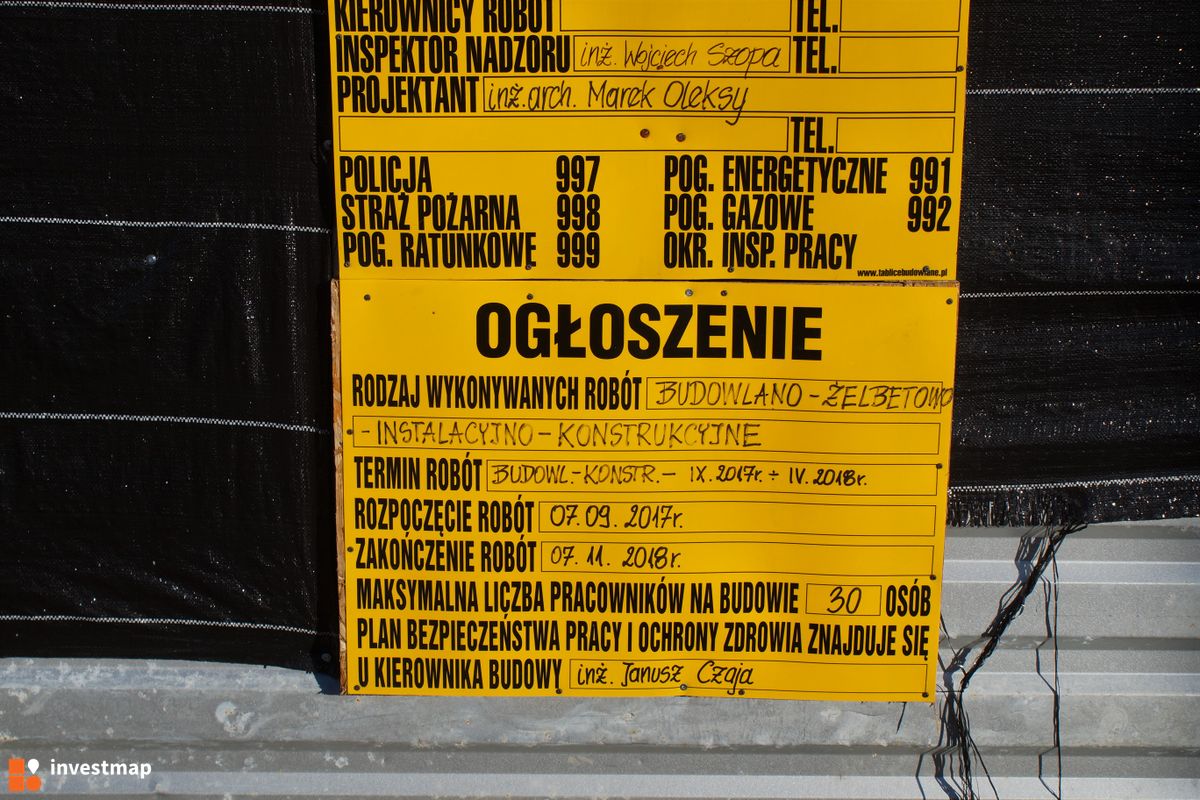 KIEROWNICY ROBÓT TEL.
INSPEKTOR NADZORU inż. Wojciech Szopa TEL.
PROJEKTANT inż. arch. Marek Oleksy
TEL.
POLICJA 997 POG. ENERGETYCZNE 991
STRAŻ POŻARNA 998 POG. GAZOWE 992
POG. RATUNKOWE 999 OKR. INSP. PRACY
www.tablicebudowlane.pl
OGŁOSZENIE
RODZAJ WYKONYWANYCH ROBÓT BUDOWLANO - ŻELBETOWO
- INSTALACYJNO - KONSTRUKCYJNE
TERMIN ROBÓT BUDOWL.-KONSTR. - IX.2017r. ÷ IV.2018r.
ROZPOCZĘCIE ROBÓT 07.09.2017r.
ZAKOŃCZENIE ROBÓT 07.11.2018r.
MAKSYMALNA LICZBA PRACOWNIKÓW NA BUDOWIE 30 OSÓB
PLAN BEZPIECZEŃSTWA PRACY I OCHRONY ZDROWIA ZNAJDUJE SIĘ
U KIEROWNIKA BUDOWY inż. Janusz Czaja
investmap